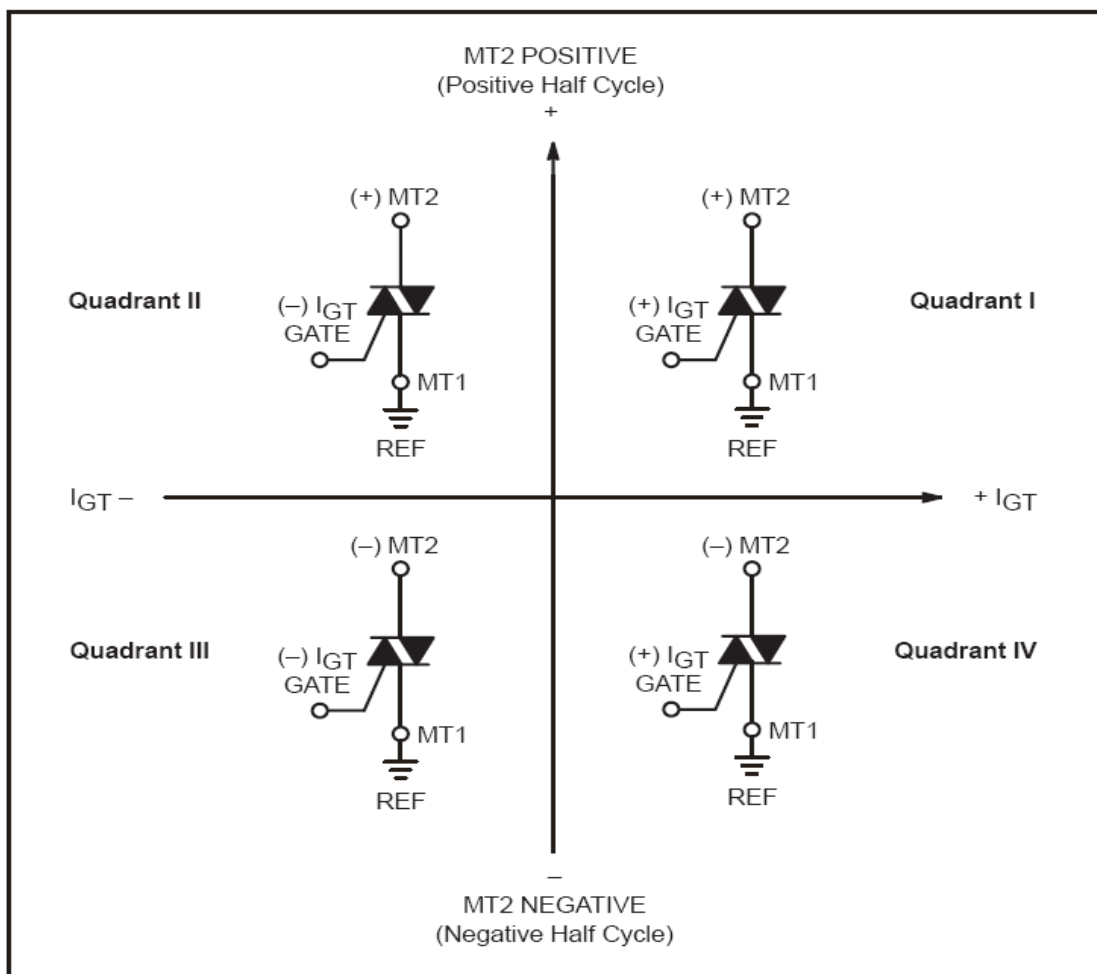 MT2 POSITIVE
(Positive Half Cycle)
+
(+) MT2
(+) MT2
Quadrant II
(–) IGT
GATE
(+) IGT
GATE
Quadrant I
MT1
MT1
REF
REF
IGT –
+ IGT
(–) MT2
(–) MT2
Quadrant III
(–) IGT
GATE
(+) IGT
GATE
Quadrant IV
MT1
MT1
REF
REF
–
MT2 NEGATIVE
(Negative Half Cycle)